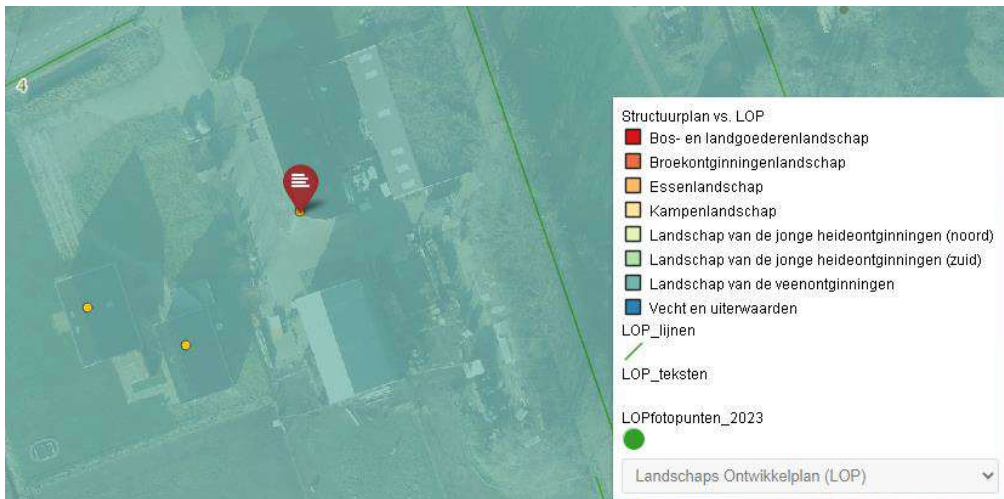 4
Structuurplan vs. LOP
Bos- en landgoederenlandschap
Broekontginningenlandschap
Essenlandschap
Kampenlandschap
Landschap van de jonge heideontginningen (noord)
Landschap van de jonge heideontginningen (zuid)
Landschap van de veenontginningen
Vecht en uiterwaarden
LOP_lijnen
LOP_teksten
LOPfotopunten_2023
Landschaps Ontwikkelplan (LOP)